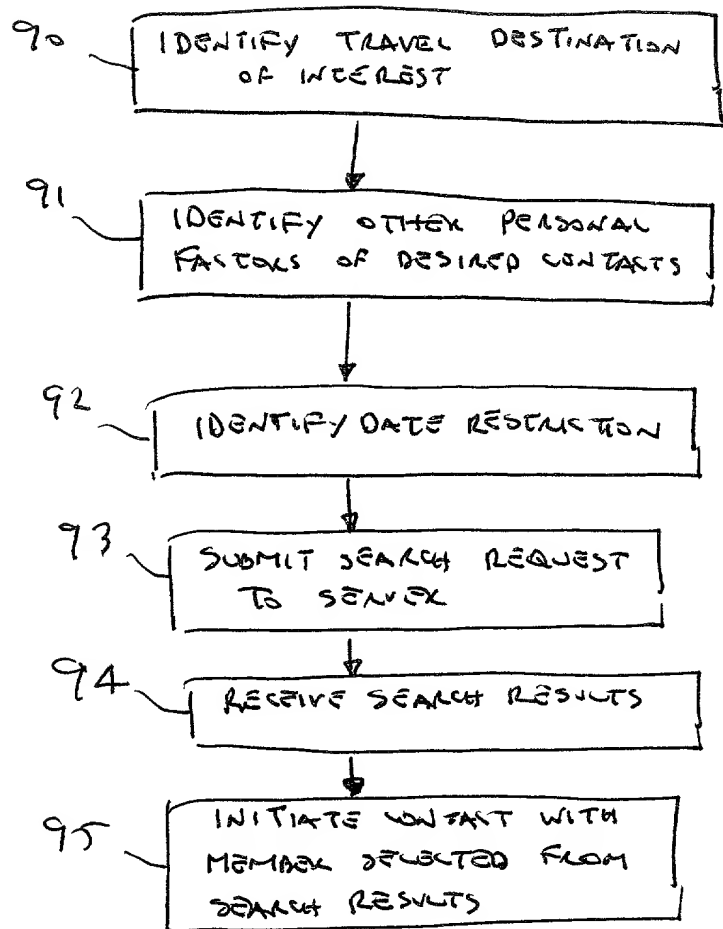 90
IDENTIFY TRAVEL DESTINATION
OF INTEREST
91
IDENTIFY OTHER PERSONAL
FACTORS OF DESIRED CONTACTS
92
IDENTIFY DATE RESTRICTION
93
SUBMIT SEARCH REQUEST
TO SERVER
94
RECEIVE SEARCH RESULTS
95
INITIATE CONTACT WITH
MEMBER SELECTED FROM
SEARCH RESULTS